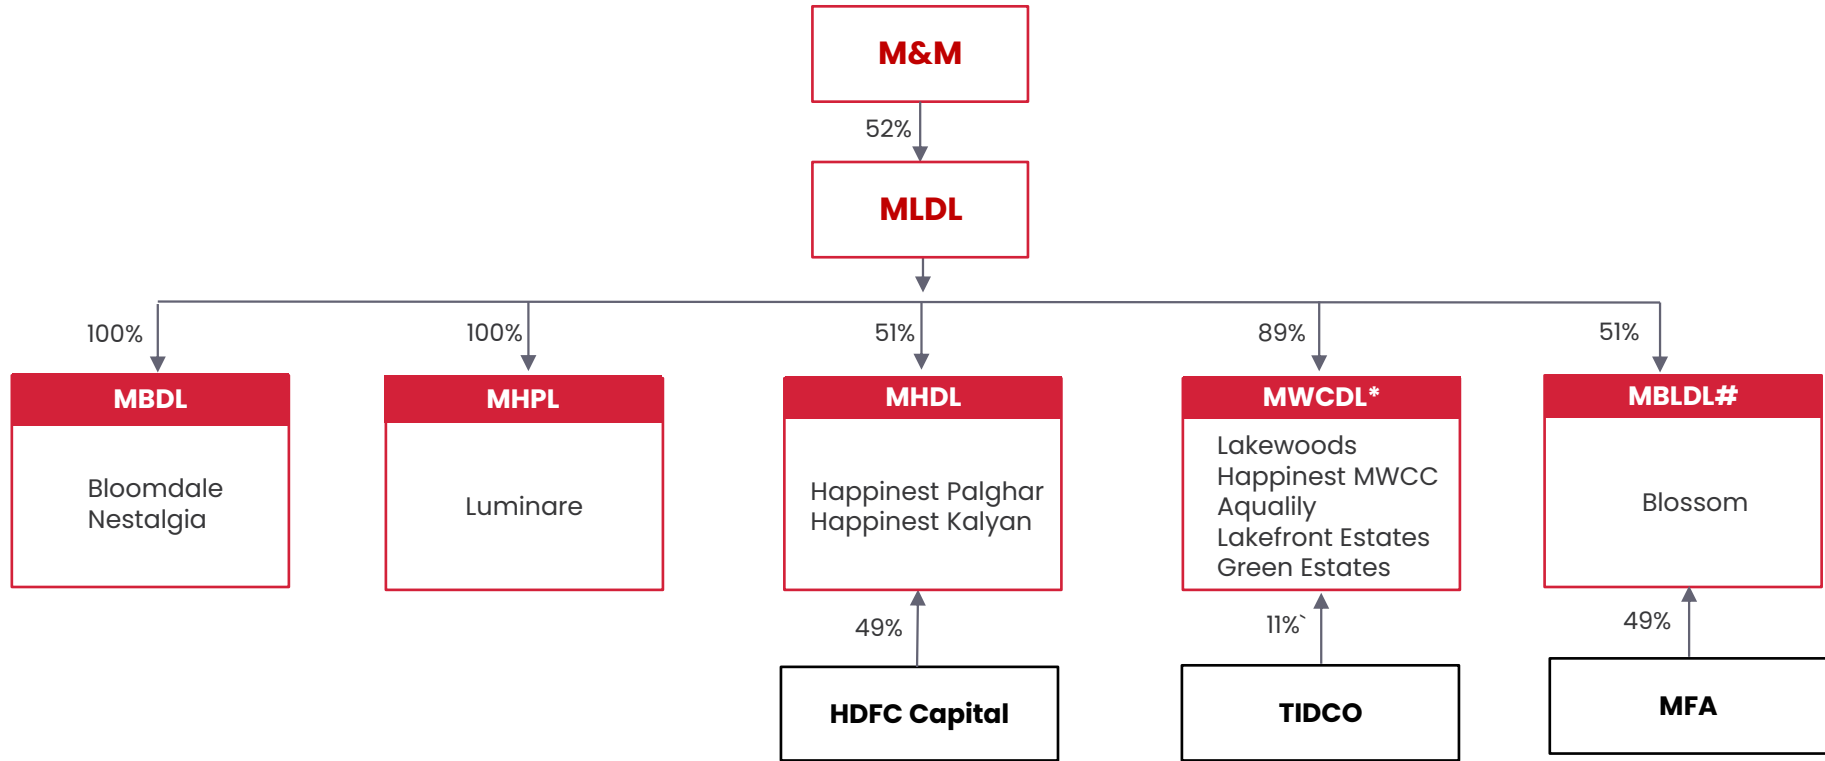 M&M
52%
MLDL
100%
100%
51%
89%
51%
MBDL
Bloomdale
Nestalgia
MHPL
Luminare
MHDL
Happinest Palghar
Happinest Kalyan
MWCDL*
Lakewoods
Happinest MWCC
Aqualily
Lakefront Estates
Green Estates
MBLDL#
Blossom
49%
11%`
49%
HDFC Capital
TIDCO
MFA